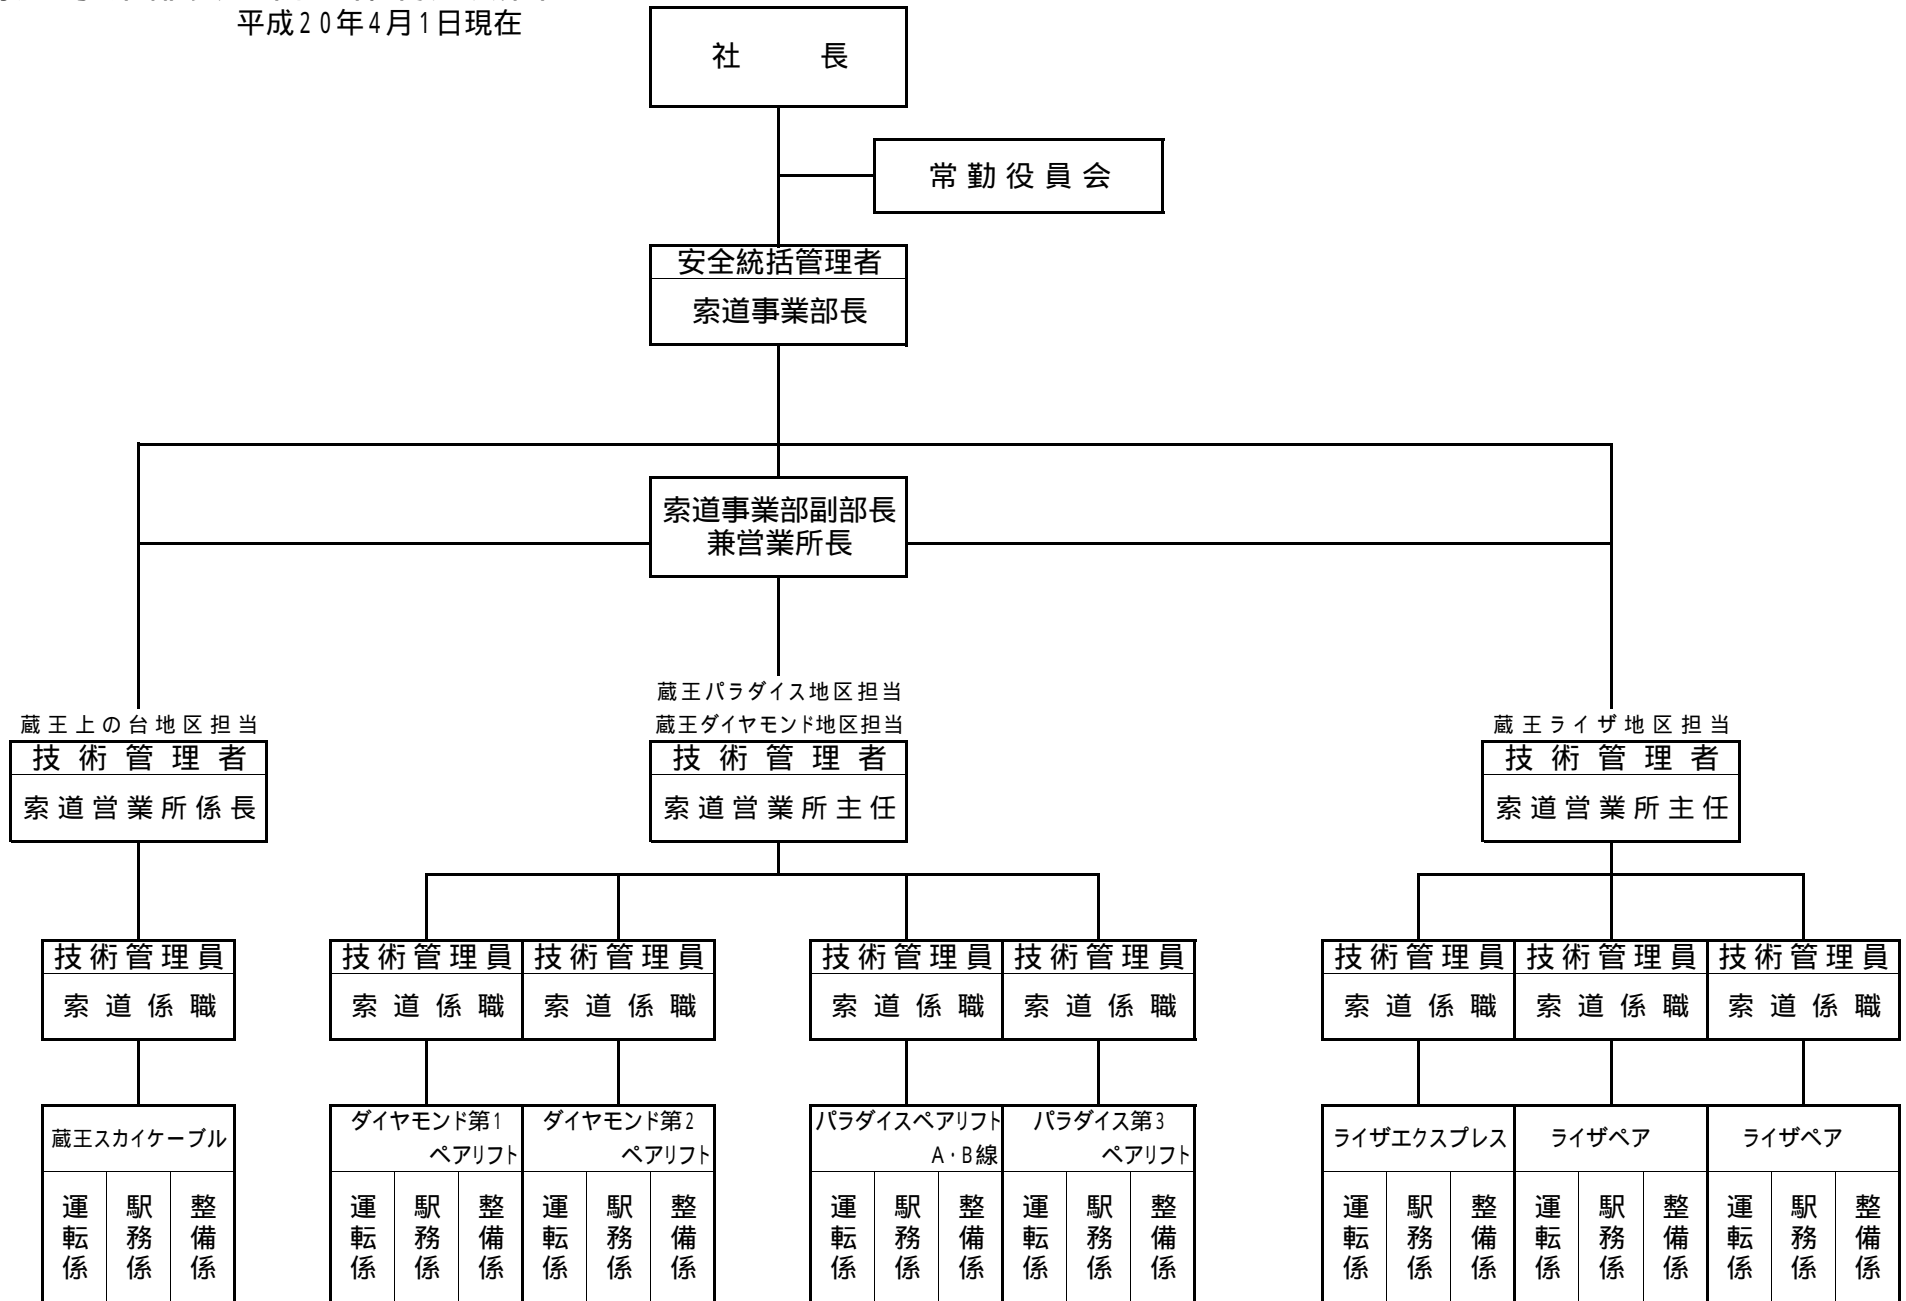 平成20年4月1日現在
社　長
常勤役員会
安全統括管理者
索道事業部長
索道事業部副部長
兼営業所長
蔵王上の台地区担当
技術管理者
索道営業所係長
蔵王パラダイス地区担当
蔵王ダイヤモンド地区担当
技術管理者
索道営業所主任
蔵王ライザ地区担当
技術管理者
索道営業所主任
技術管理員
索道係職
技術管理員
索道係職
技術管理員
索道係職
技術管理員
索道係職
技術管理員
索道係職
技術管理員
索道係職
技術管理員
索道係職
技術管理員
索道係職
蔵王スカイケーブル
運転係
駅務係
整備係
ダイヤモンド第1
ペアリフト
運転係
駅務係
整備係
ダイヤモンド第2
ペアリフト
運転係
駅務係
整備係
パラダイスペアリフト
A・B線
運転係
駅務係
整備係
パラダイス第3
ペアリフト
運転係
駅務係
整備係
ライザエクスプレス
運転係
駅務係
整備係
ライザペア
運転係
駅務係
整備係
ライザペア
運転係
駅務係
整備係